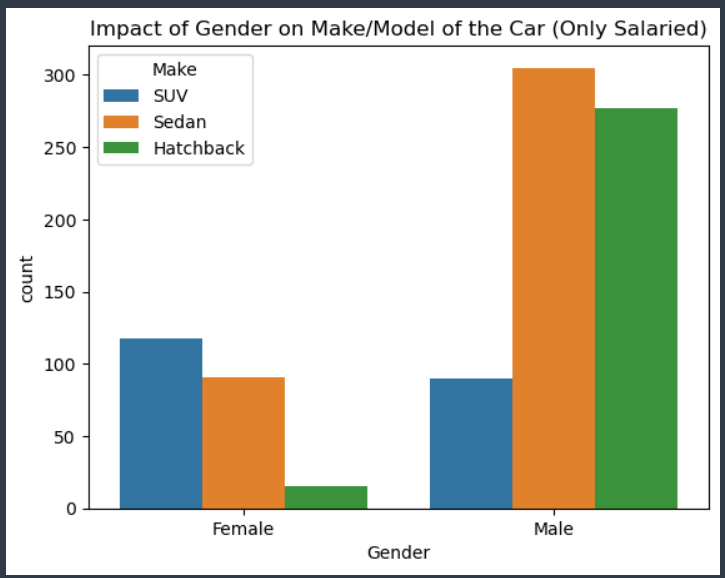 Impact of Gender on Make/Model of the Car (Only Salaried)
Make
SUV
Sedan
Hatchback
300
250
200
150
100
50
0
count
Female
Male
Gender